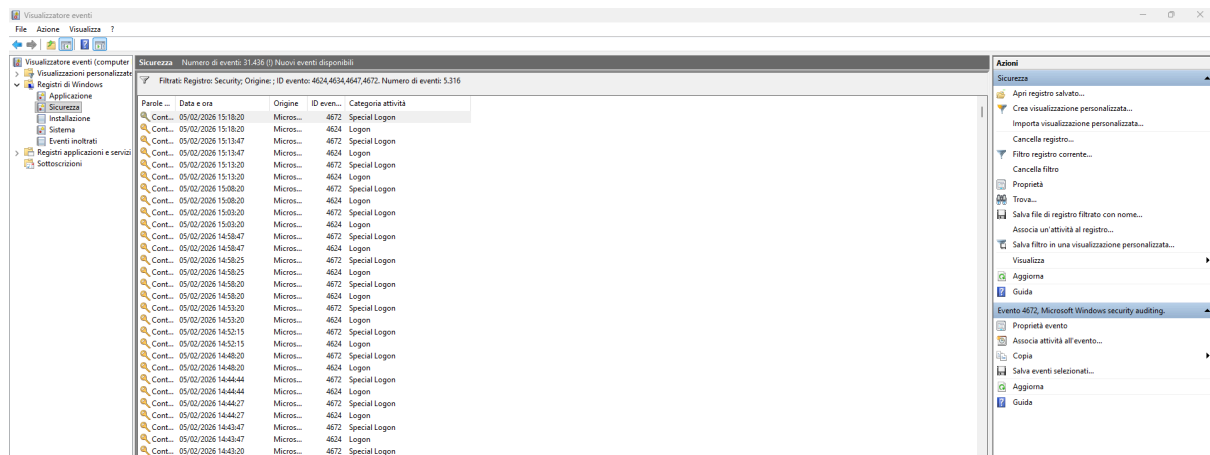 Visualizzatore eventi
File Azione Visualizza ?
Visualizzatore eventi (computer
Visualizzazioni personalizzate
Registri di Windows
Applicazione
Sicurezza
Installazione
Sistema
Eventi inoltrati
Registri applicazioni e servizi
Sottoscrizioni
Sicurezza Numero di eventi: 31.436 (!) Nuovi eventi disponibili
Filtrati: Registro: Security; Origine: ; ID evento: 4624,4634,4647,4672. Numero di eventi: 5.316
Parole ... Data e ora Origine ID even... Categoria attività
Cont... 05/02/2026 15:18:20 Micros... 4672 Special Logon
Cont... 05/02/2026 15:18:20 Micros... 4624 Logon
Cont... 05/02/2026 15:13:47 Micros... 4672 Special Logon
Cont... 05/02/2026 15:13:47 Micros... 4624 Logon
Cont... 05/02/2026 15:13:20 Micros... 4672 Special Logon
Cont... 05/02/2026 15:13:20 Micros... 4624 Logon
Cont... 05/02/2026 15:08:20 Micros... 4672 Special Logon
Cont... 05/02/2026 15:08:20 Micros... 4624 Logon
Cont... 05/02/2026 15:03:20 Micros... 4672 Special Logon
Cont... 05/02/2026 15:03:20 Micros... 4624 Logon
Cont... 05/02/2026 14:58:47 Micros... 4672 Special Logon
Cont... 05/02/2026 14:58:47 Micros... 4624 Logon
Cont... 05/02/2026 14:58:25 Micros... 4672 Special Logon
Cont... 05/02/2026 14:58:25 Micros... 4624 Logon
Cont... 05/02/2026 14:58:20 Micros... 4672 Special Logon
Cont... 05/02/2026 14:58:20 Micros... 4624 Logon
Cont... 05/02/2026 14:53:20 Micros... 4672 Special Logon
Cont... 05/02/2026 14:53:20 Micros... 4624 Logon
Cont... 05/02/2026 14:52:15 Micros... 4672 Special Logon
Cont... 05/02/2026 14:52:15 Micros... 4624 Logon
Cont... 05/02/2026 14:48:20 Micros... 4672 Special Logon
Cont... 05/02/2026 14:48:20 Micros... 4624 Logon
Cont... 05/02/2026 14:44:44 Micros... 4672 Special Logon
Cont... 05/02/2026 14:44:44 Micros... 4624 Logon
Cont... 05/02/2026 14:44:27 Micros... 4672 Special Logon
Cont... 05/02/2026 14:44:27 Micros... 4624 Logon
Cont... 05/02/2026 14:43:47 Micros... 4672 Special Logon
Cont... 05/02/2026 14:43:47 Micros... 4624 Logon
Cont... 05/02/2026 14:43:20 Micros... 4672 Special Logon
Azioni
Sicurezza
Apri registro salvato...
Crea visualizzazione personalizzata...
Importa visualizzazione personalizzata...
Cancella registro...
Filtro registro corrente...
Cancella filtro
Proprietà
Trova...
Salva file di registro filtrato con nome...
Associa un'attività al registro...
Salva filtro in una visualizzazione personalizzata...
Visualizza
Aggiorna
Guida
Evento 4672, Microsoft Windows security auditing.
Proprietà evento
Associa attività all'evento...
Copia
Salva eventi selezionati...
Aggiorna
Guida